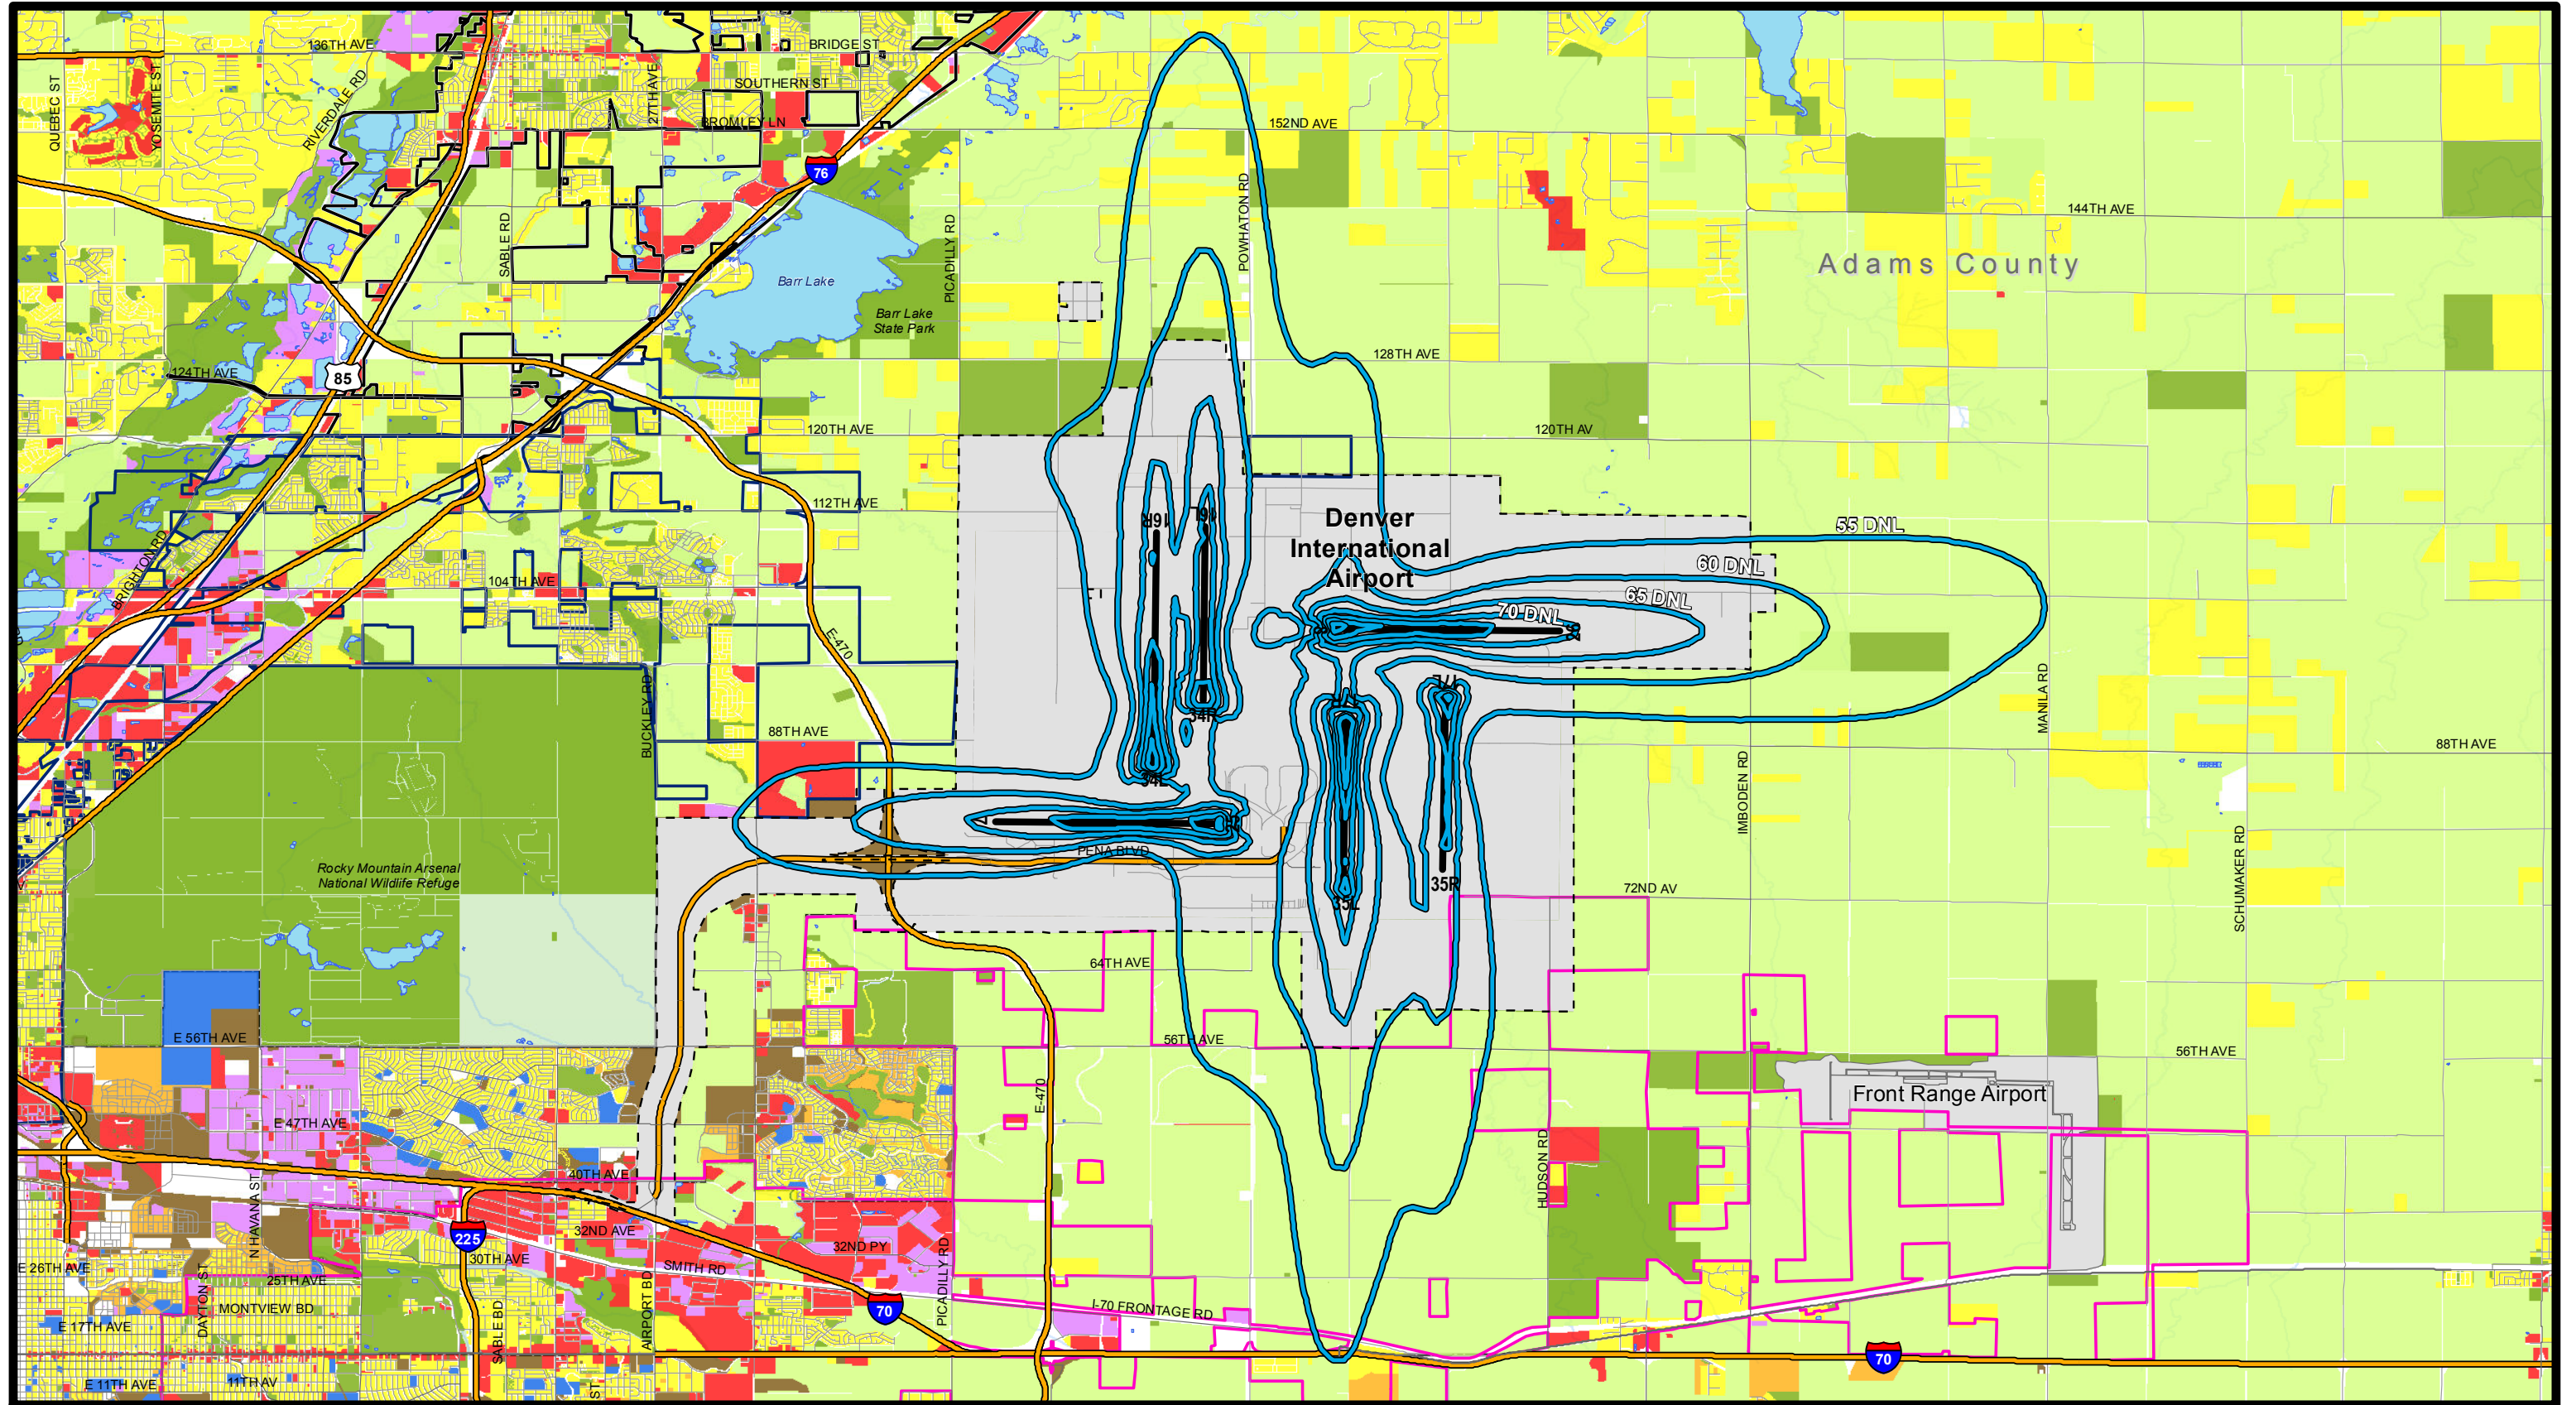 136TH AVE
BRIDGE ST
QUEBEC ST
YOSEMITE ST
RIVERDALE RD
27TH AVE
SOUTHERN ST
BROMLEY LN
152ND AVE
76
SABLE RD
PICADILLY RD
POWHATON RD
144TH AVE
Adams County
Barr Lake
Barr Lake
State Park
124TH AVE
85
128TH AVE
120TH AVE
120TH AV
112TH AVE
16R
16L
Denver
International
Airport
55 DNL
60 DNL
65 DNL
70 DNL
BRIGHTON RD
104TH AVE
E-470
BUCKLEY RD
88TH AVE
34R
34L
17R
17L
MANILA RD
88TH AVE
IMBODEN RD
SCHUMAKER RD
7
8
PENA BLVD
Rocky Mountain Arsenal
National Wildlife Refuge
35R
35L
72ND AV
64TH AVE
E 56TH AVE
56TH AVE
56TH AVE
E-470
Front Range Airport
E 47TH AVE
40TH AVE
N HAVANA ST
HUDSON RD
225
32ND AVE
32ND PY
30TH AVE
SMITH RD
E 26TH AVE
25TH AVE
DAYTON ST
MONTVIEW BD
SABLE BD
AIRPORT BD
70
PICADILLY RD
I-70 FRONTAGE RD
E 17TH AVE
70
E 11TH AVE
11TH AV
ST